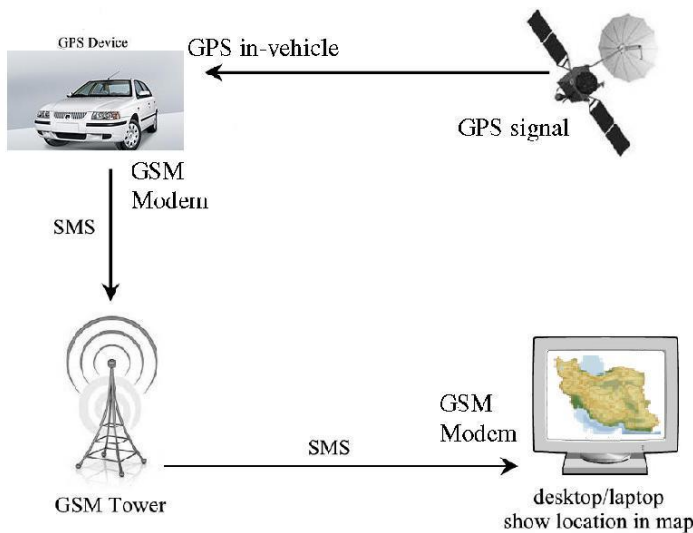 GPS Device
GPS in-vehicle
GPS signal
GSM
Modem
SMS
GSM
Modem
SMS
GSM Tower
desktop/laptop
show location in map